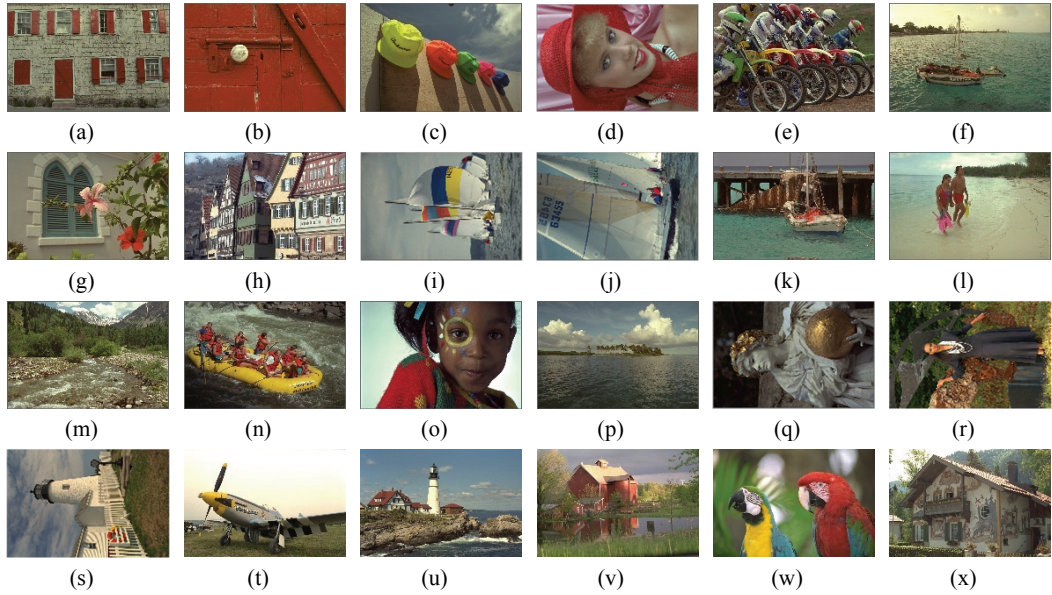 (a) (b) (c) (d) (e) (f)
(g) (h) (i) (j) (k) (l)
(m) (n) (o) (p) (q) (r)
(s) (t) (u) (v) (w) (x)